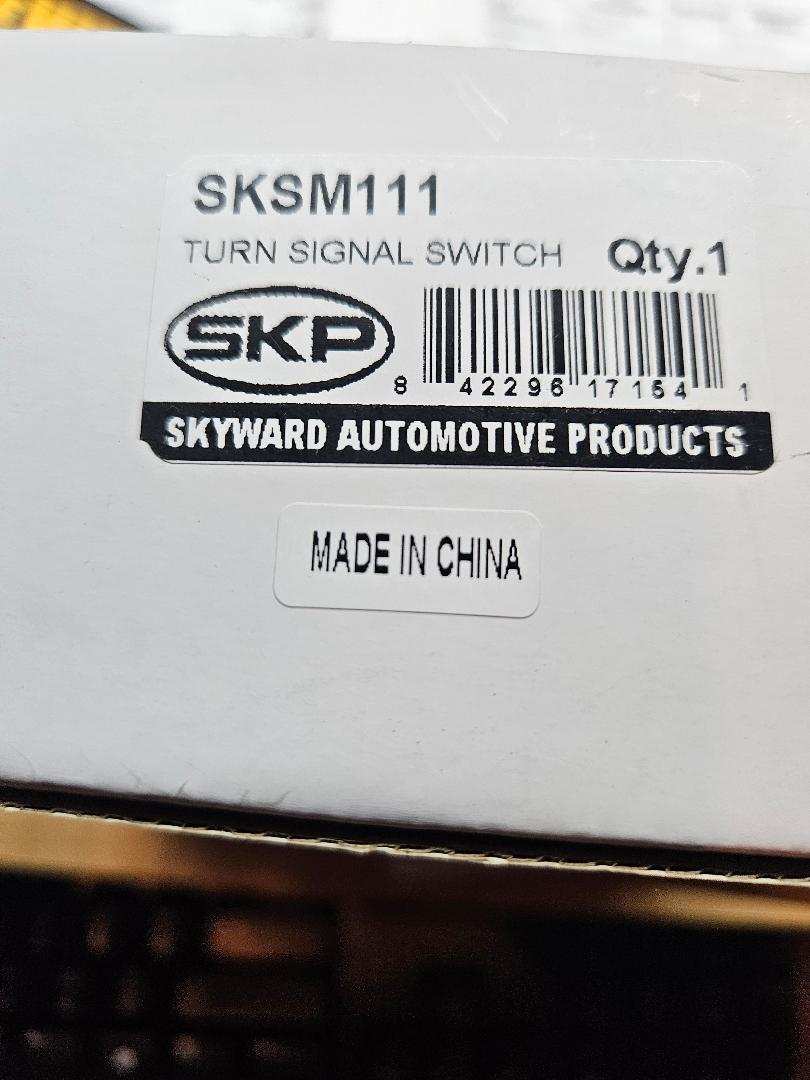 SKSM111
TURN SIGNAL SWITCH Qty.1
SKP
8 42296 17154 1
SKYWARD AUTOMOTIVE PRODUCTS
MADE IN CHINA